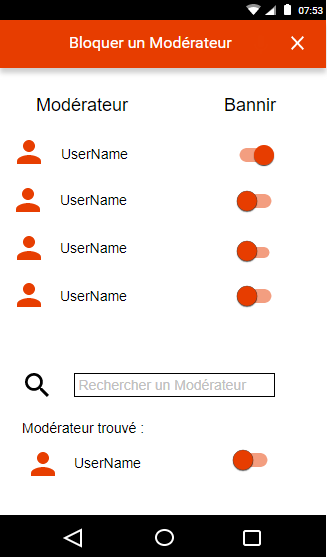 07:53
Bloquer un Modérateur
Modérateur Bannir
UserName
UserName
UserName
UserName
Rechercher un Modérateur
Modérateur trouvé :
UserName